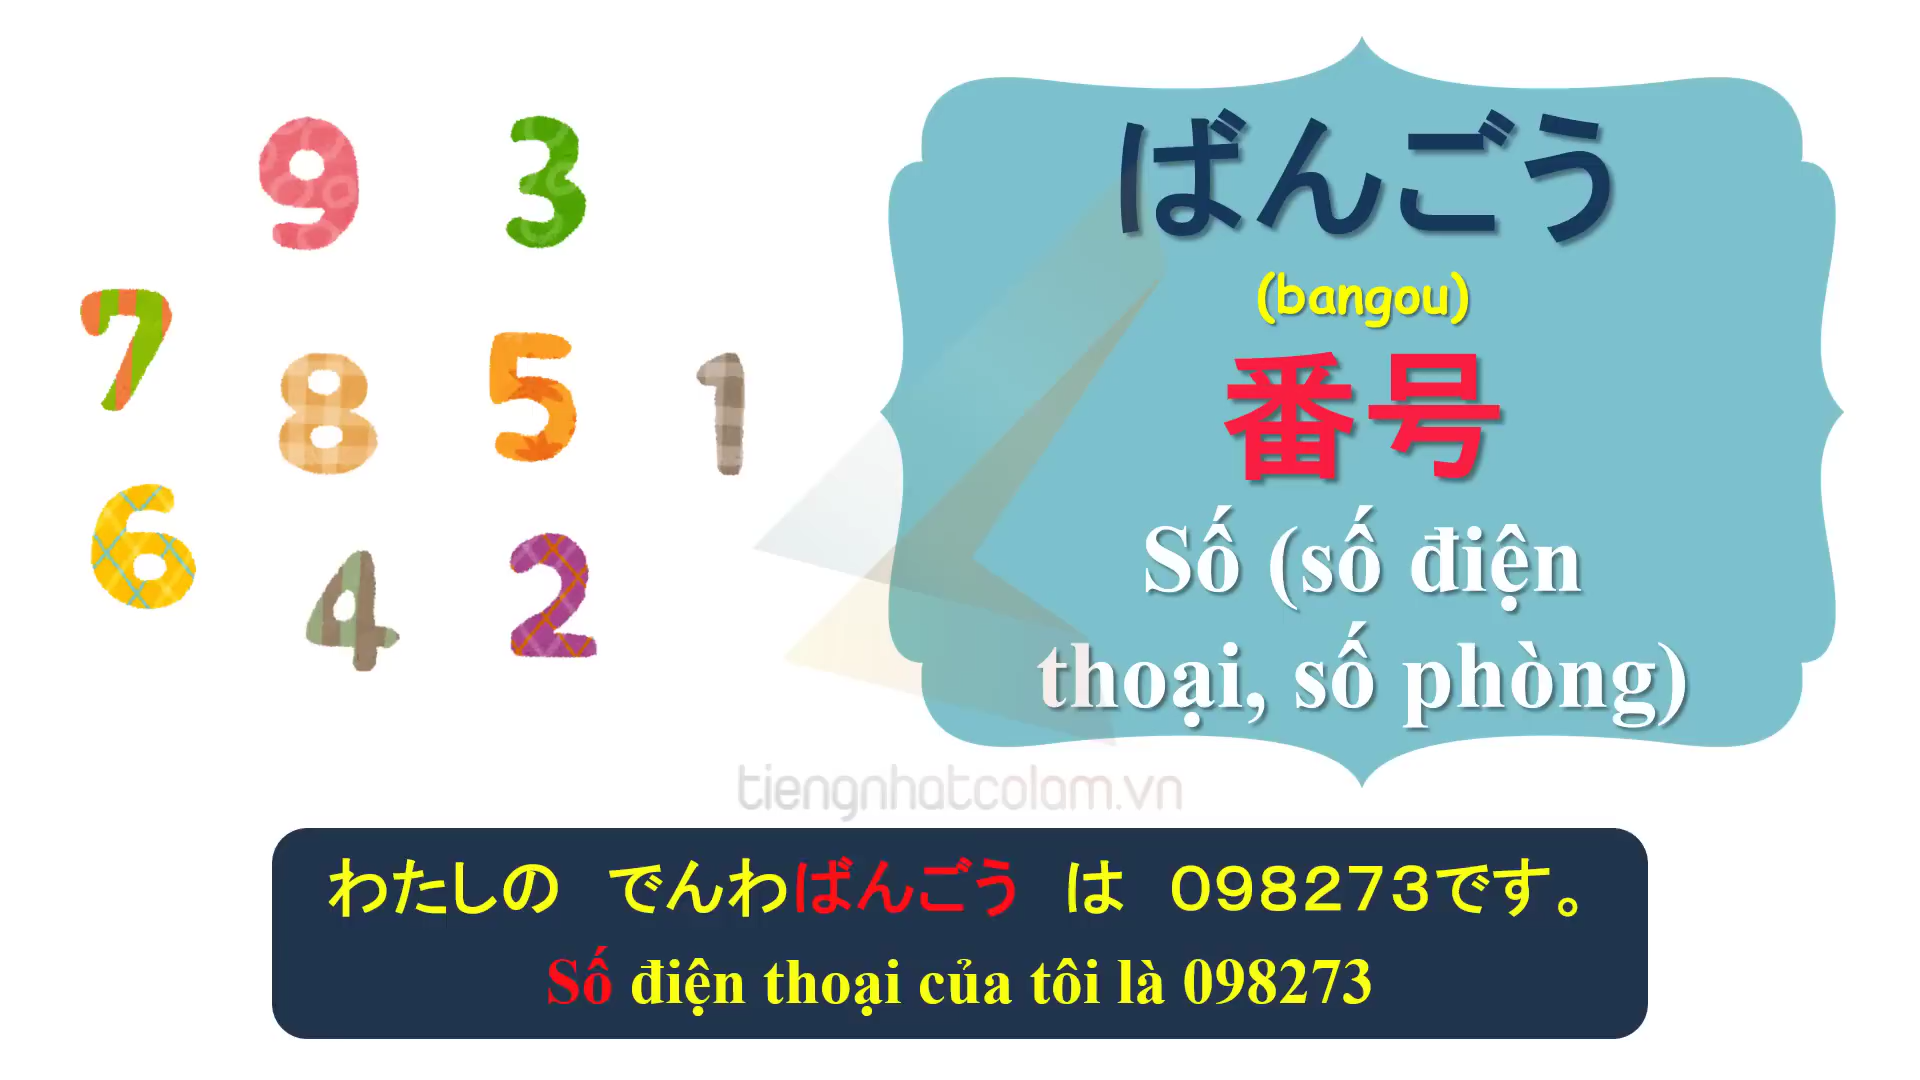 9 3
7 8 5 1
6 4 2
ばんごう
(bangou)
番号
Số (số điện
thoại, số phòng)
tiengnhatcolam.vn
わたしの　でんわばんごう　は　０９８２７３です。
Số điện thoại của tôi là 098273